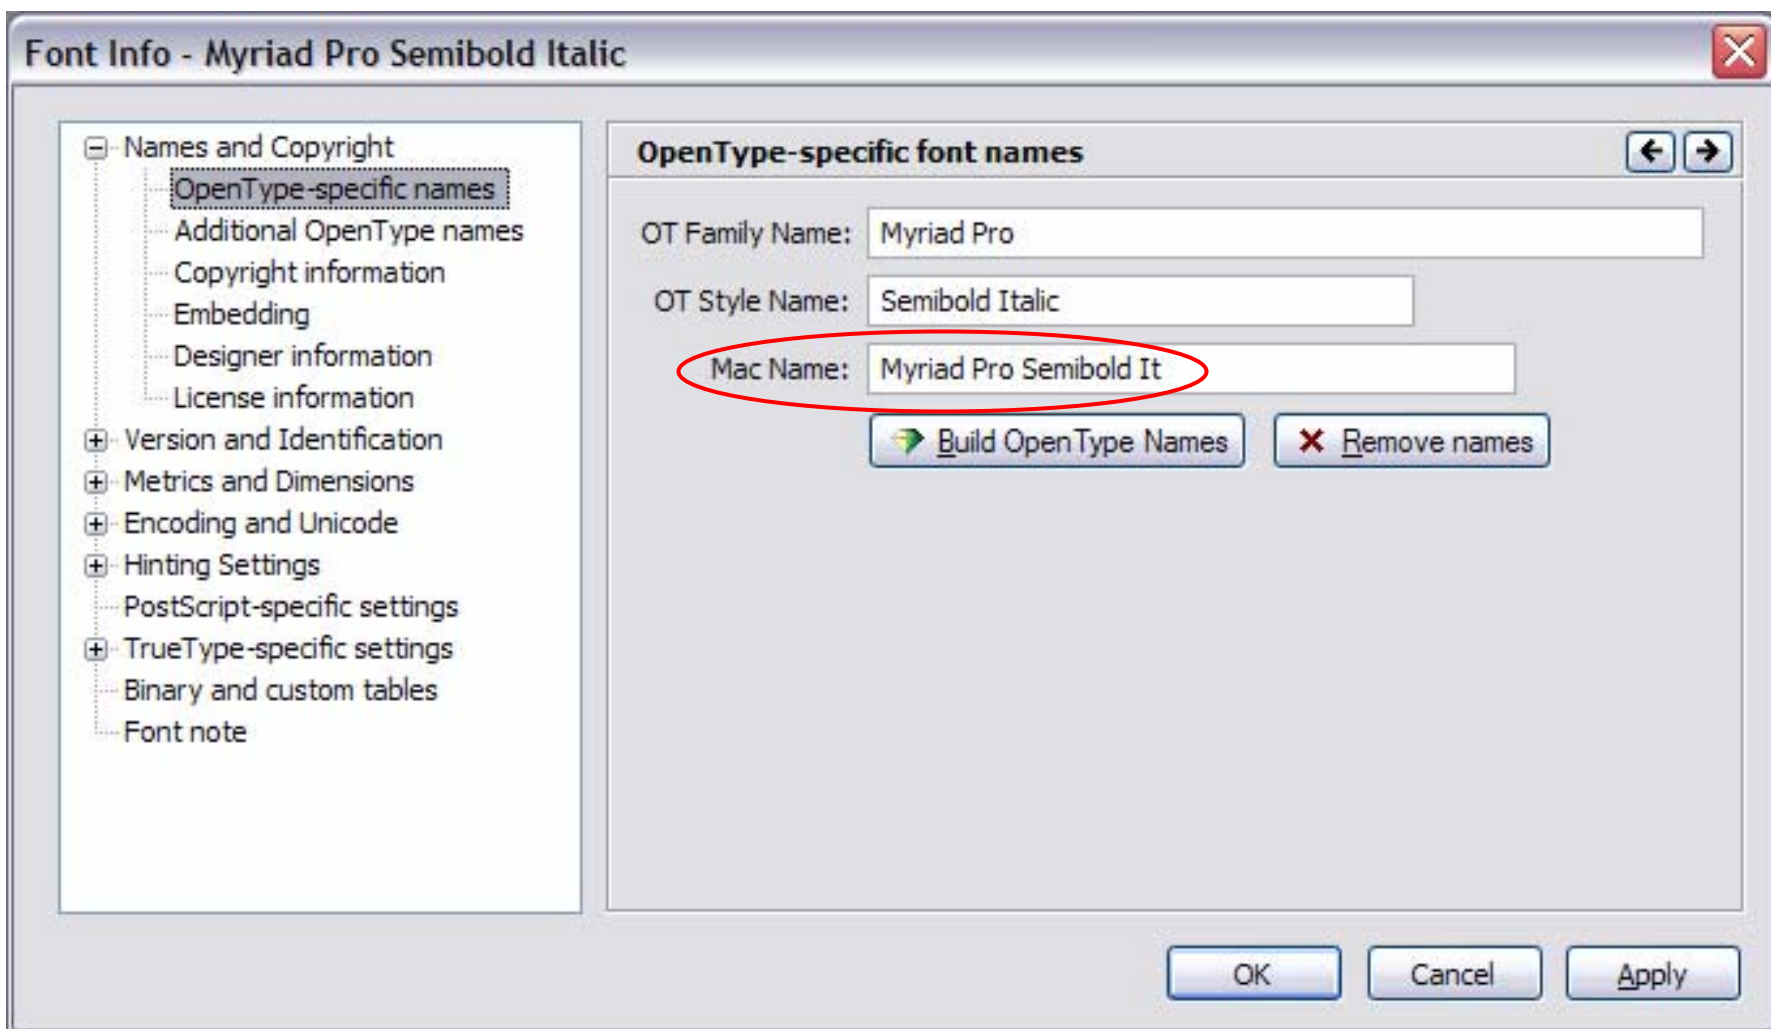 Font Info - Myriad Pro Semibold Italic
Names and Copyright
OpenType-specific names
Additional OpenType names
Copyright information
Embedding
Designer information
License information
Version and Identification
Metrics and Dimensions
Encoding and Unicode
Hinting Settings
PostScript-specific settings
TrueType-specific settings
Binary and custom tables
Font note
OpenType-specific font names
OT Family Name: Myriad Pro
OT Style Name: Semibold Italic
Mac Name: Myriad Pro Semibold It
Build OpenType Names Remove names
OK Cancel Apply